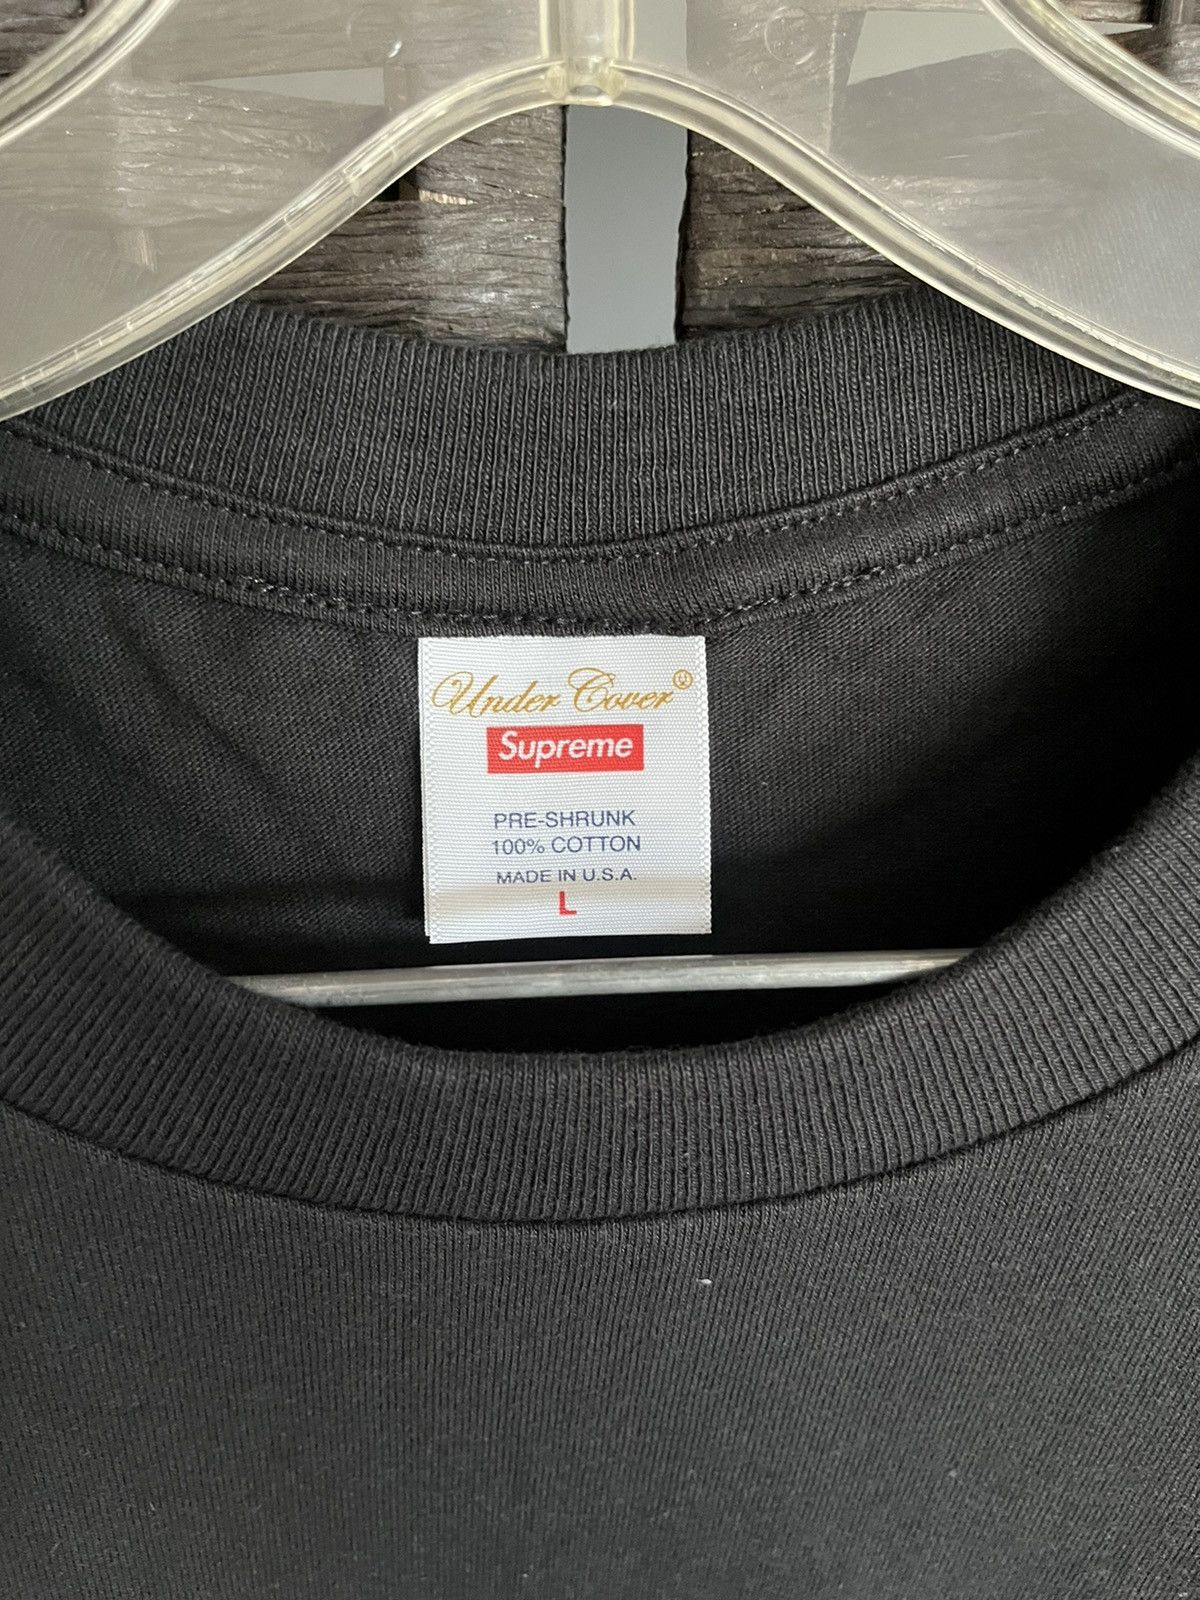 Under Cover
Supreme
PRE-SHRUNK
100% COTTON
MADE IN U.S.A.
L